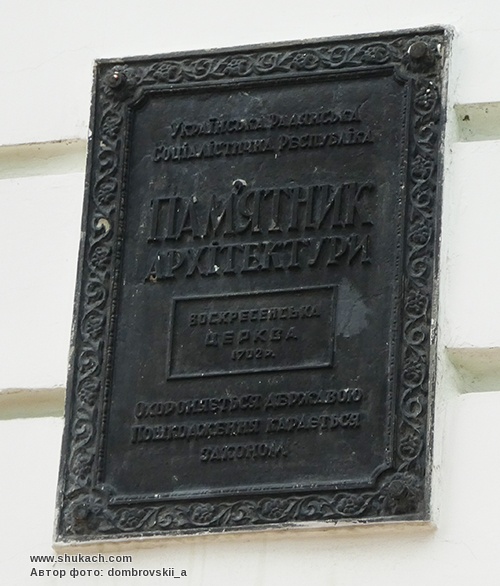 Українська Радянська
Соціалістична Республіка
ПАМ'ЯТНИК
АРХІТЕКТУРИ
ВОСКРЕСЕНСЬКА
ЦЕРКВА
1702 р.
Охороняється державою
Пошкодження карається
законом
www.shukach.com
Автор фото: dombrovskii_a